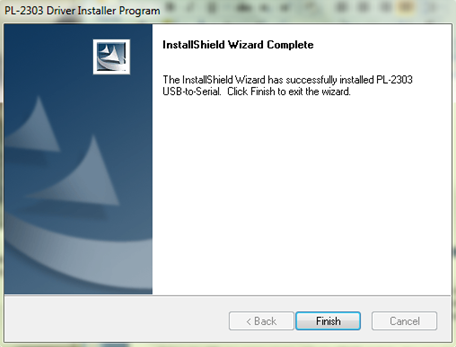 PL-2303 Driver Installer Program
InstallShield Wizard Complete
The InstallShield Wizard has successfully installed PL-2303
USB-to-Serial. Click Finish to exit the wizard.
< Back
Finish
Cancel